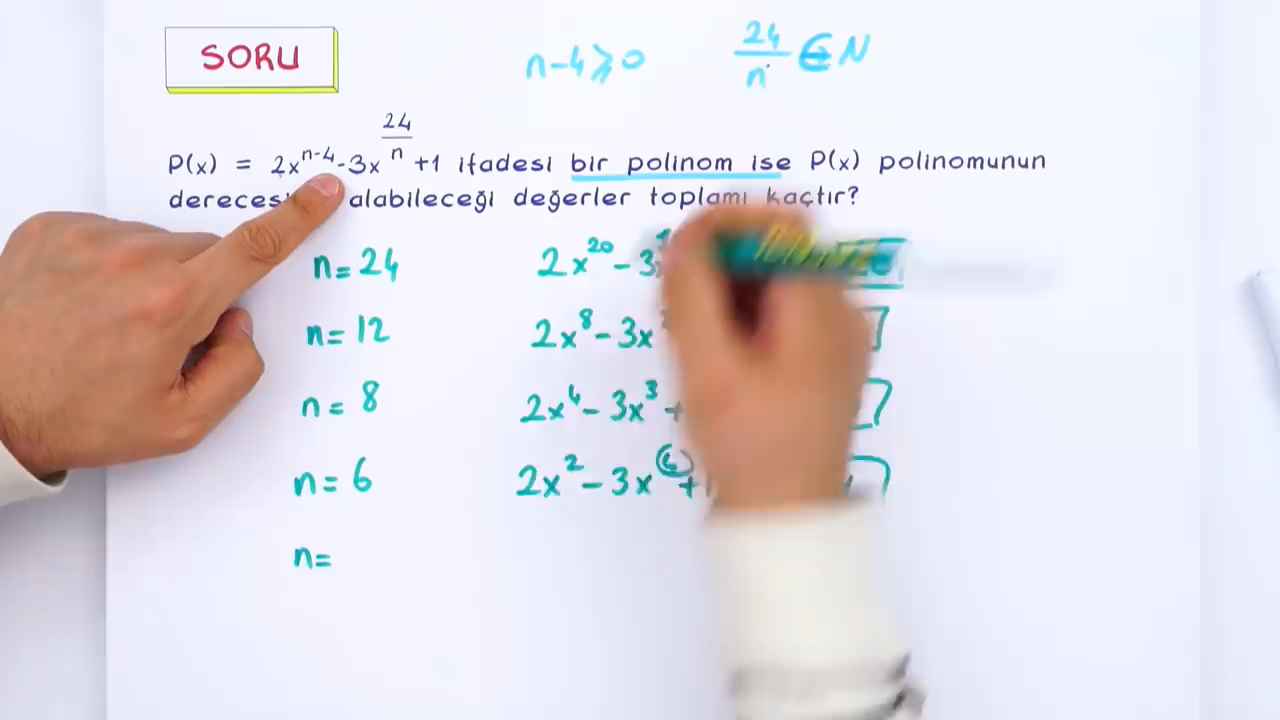 SORU
n-4≥0 24/n ∈ N
P(x) = 2x^(n-4) - 3x^(24/n) + 1 ifadesi bir polinom ise P(x) polinomunun
alabileceği değerler toplamı kaçtır?
n = 24 2x^20 - 3
n = 12 2x^8 - 3x
n = 8 2x^4 - 3x^3 +
n = 6 2x^2 - 3x^4 +
n =